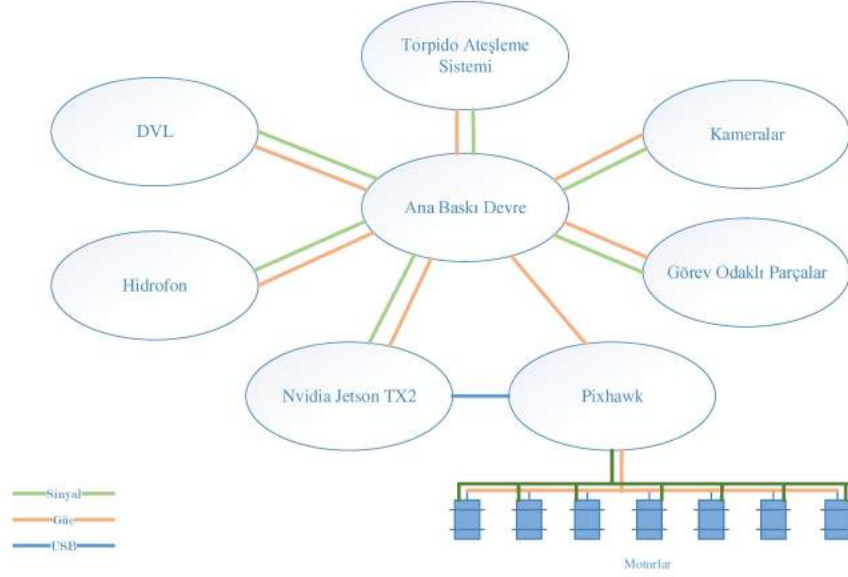 Torpido Ateşleme
Sistemi
DVL
Kameralar
Ana Baskı Devre
Hidrofon
Görev Odaklı Parçalar
Nvidia Jetson TX2
Pixhawk
Sinyal
Güç
USB
Motorlar